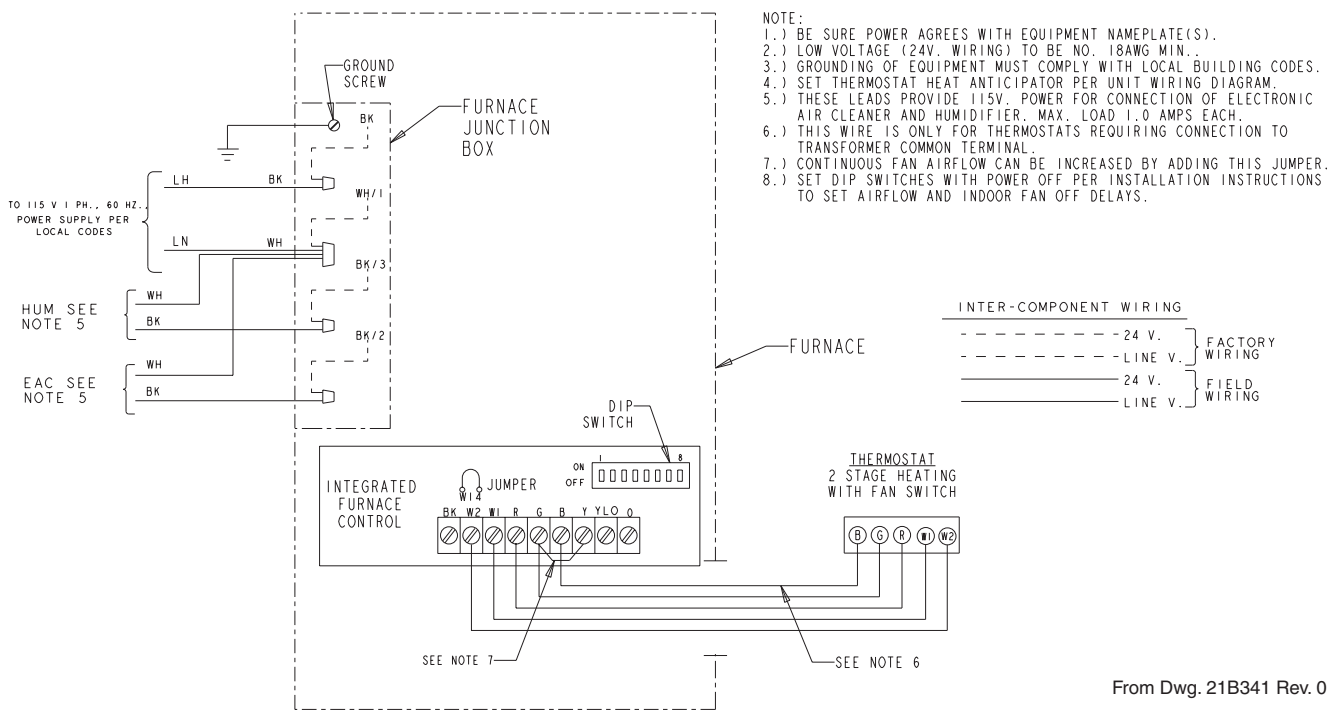 NOTE:
1.) BE SURE POWER AGREES WITH EQUIPMENT NAMEPLATE(S).
2.) LOW VOLTAGE (24V. WIRING) TO BE NO. 18AWG MIN..
3.) GROUNDING OF EQUIPMENT MUST COMPLY WITH LOCAL BUILDING CODES.
4.) SET THERMOSTAT HEAT ANTICIPATOR PER UNIT WIRING DIAGRAM.
5.) THESE LEADS PROVIDE 115V. POWER FOR CONNECTION OF ELECTRONIC
AIR CLEANER AND HUMIDIFIER. MAX. LOAD 1.0 AMPS EACH.
6.) THIS WIRE IS ONLY FOR THERMOSTATS REQUIRING CONNECTION TO
TRANSFORMER COMMON TERMINAL.
7.) CONTINUOUS FAN AIRFLOW CAN BE INCREASED BY ADDING THIS JUMPER.
8.) SET DIP SWITCHES WITH POWER OFF PER INSTALLATION INSTRUCTIONS
TO SET AIRFLOW AND INDOOR FAN OFF DELAYS.
GROUND
SCREW
FURNACE
JUNCTION
BOX
BK
LH BK
WH/1
TO 115 V 1 PH., 60 HZ.,
POWER SUPPLY PER
LOCAL CODES
LN WH
BK/3
WH
HUM SEE
NOTE 5
BK
BK/2
WH
EAC SEE
NOTE 5
BK
FURNACE
INTER-COMPONENT WIRING
24 V.
LINE V.
FACTORY
WIRING
24 V.
LINE V.
FIELD
WIRING
DIP
SWITCH
1 8
ON
OFF
INTEGRATED
FURNACE
CONTROL
JUMPER
W14
BK W2 W1 R G B Y YLO O
THERMOSTAT
2 STAGE HEATING
WITH FAN SWITCH
B G R W1 W2
SEE NOTE 7
SEE NOTE 6
From Dwg. 21B341 Rev. 0